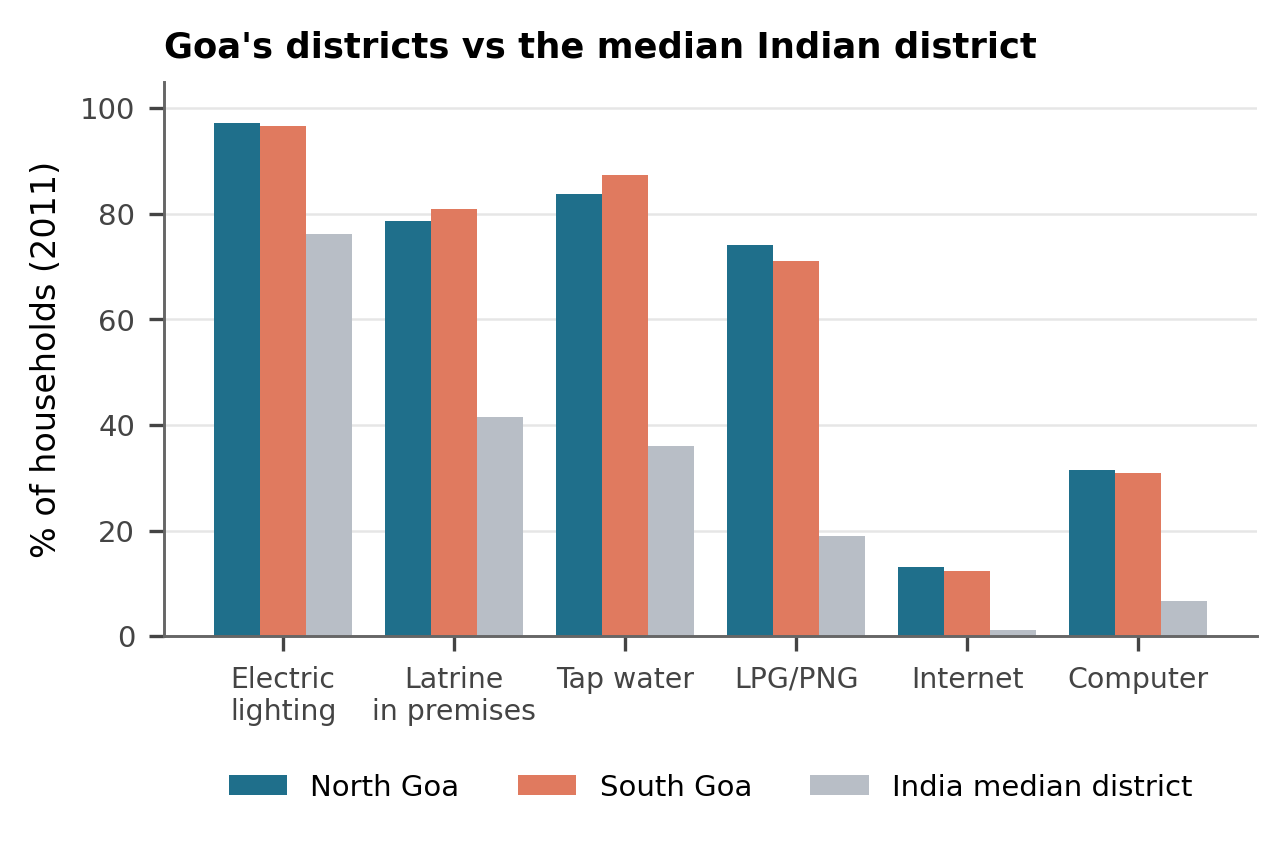 Goa's districts vs the median Indian district
% of households (2011)
100
80
60
40
20
0
Electric
lighting
Latrine
in premises
Tap water
LPG/PNG
Internet
Computer
North Goa
South Goa
India median district